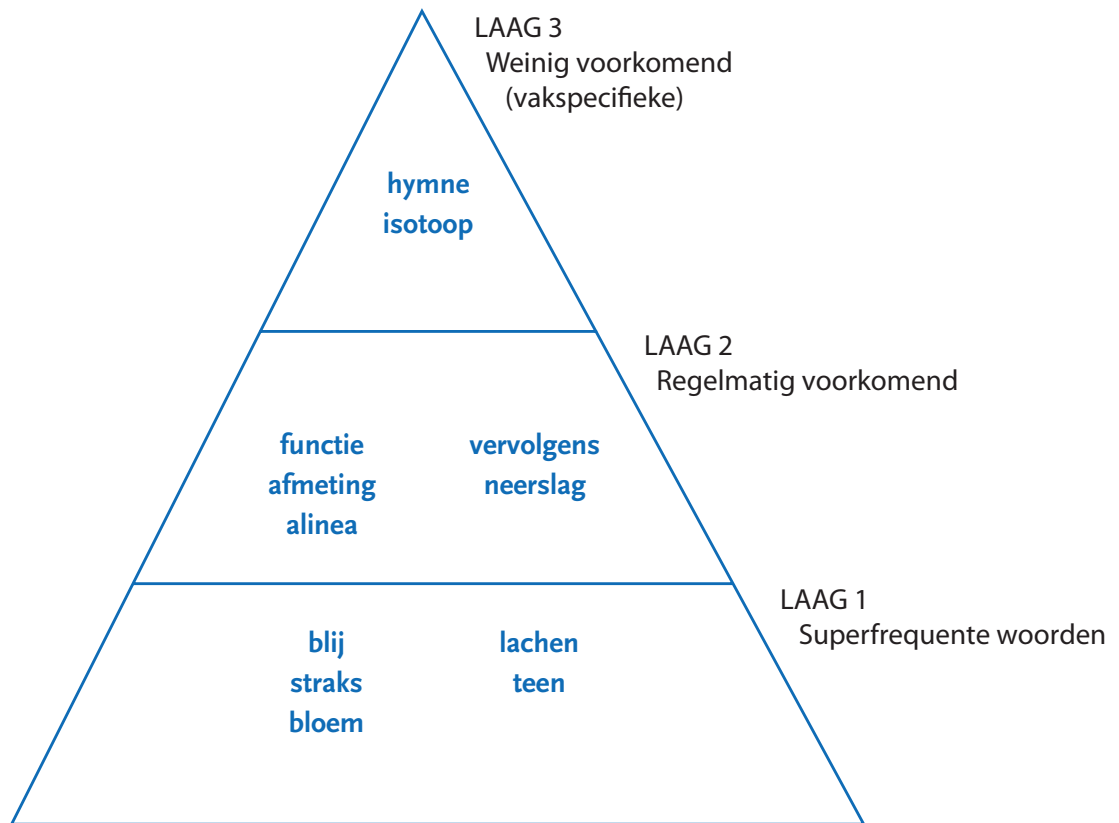 LAAG 3
Weinig voorkomend
(vakspecifieke)
hymne
isotoop
LAAG 2
Regelmatig voorkomend
functie
afmeting
alinea
vervolgens
neerslag
LAAG 1
Superfrequente woorden
blij
straks
bloem
lachen
teen